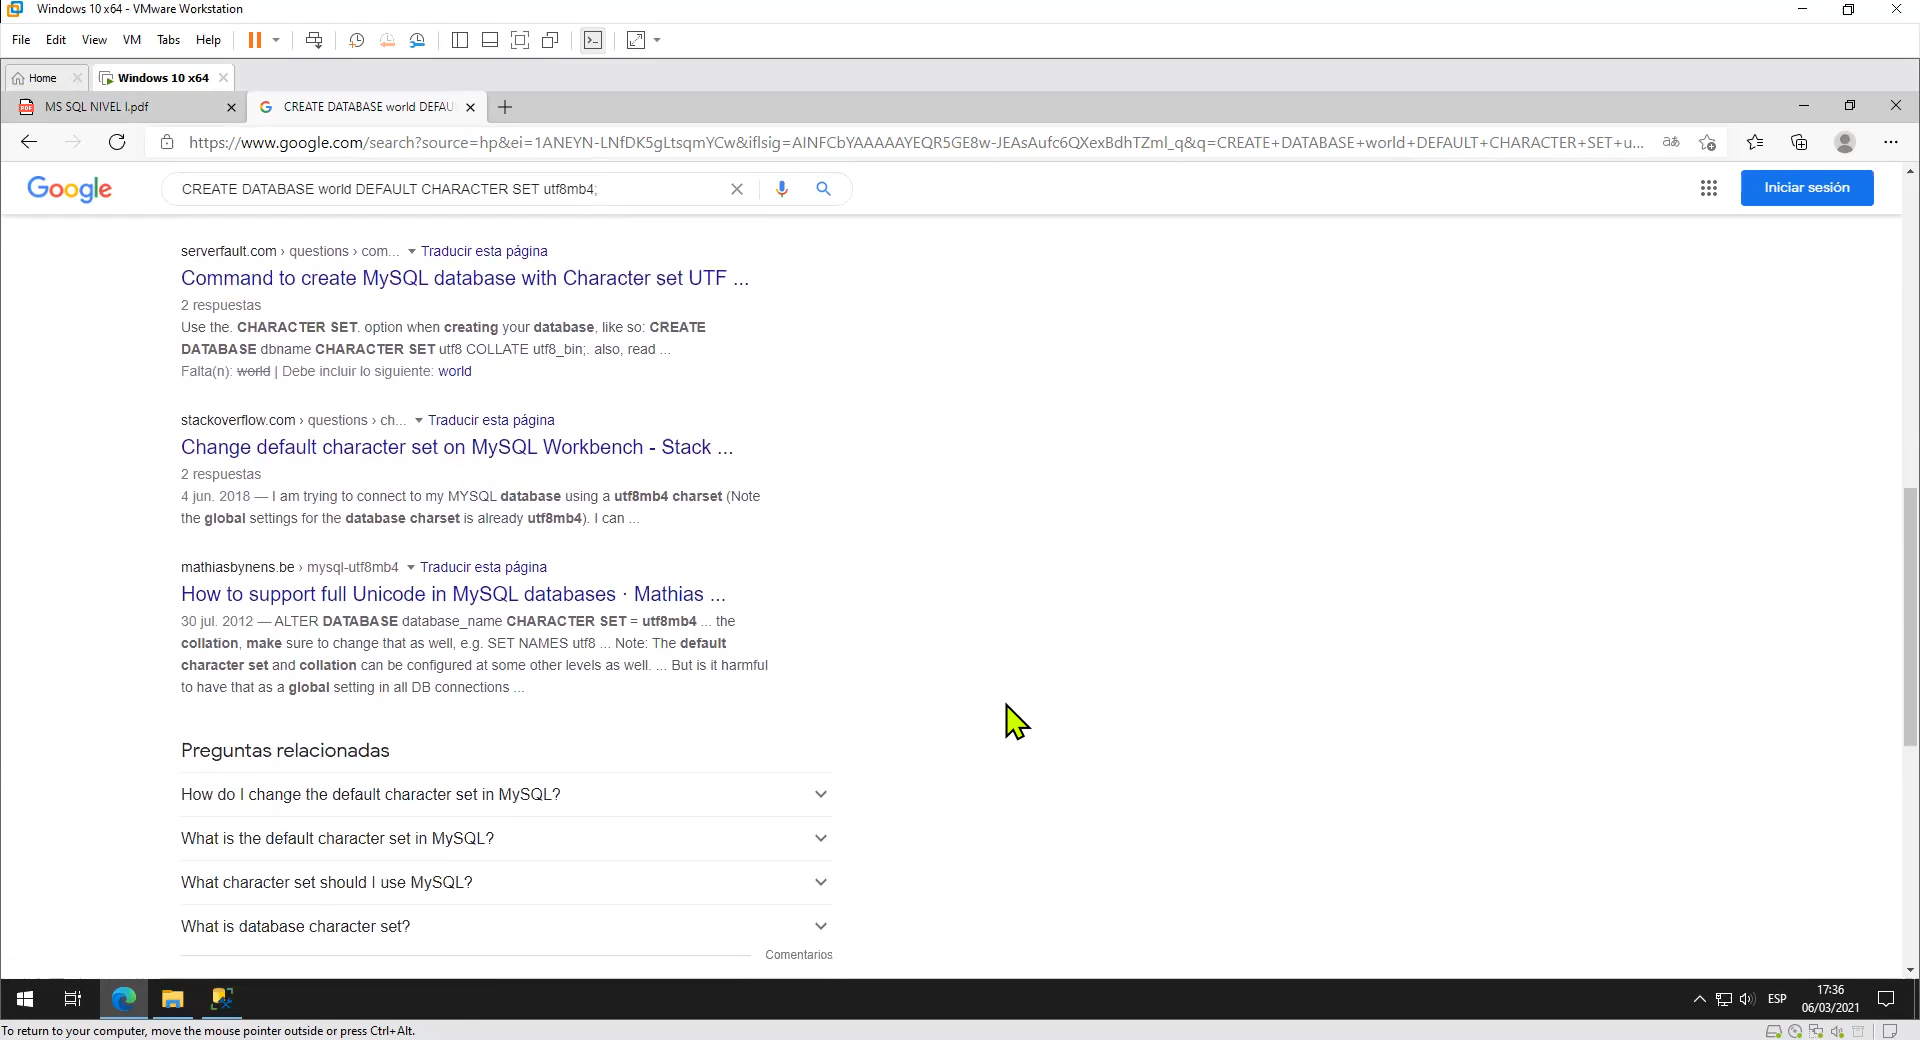 Windows 10 x64 - VMware Workstation
File Edit View VM Tabs Help
Home Windows 10 x64
MS SQL NIVEL I.pdf CREATE DATABASE world DEFAU
https://www.google.com/search?source=hp&ei=1ANEYN-LNfDK5gLtsqmYCw&iflsig=AINFCbYAAAAAYEQR5GE8w-JEAsAufc6QXexBdhTZml_q&q=CREATE+DATABASE+world+DEFAULT+CHARACTER+SET+u...
Google CREATE DATABASE world DEFAULT CHARACTER SET utf8mb4; Iniciar sesión
serverfault.com › questions › com... Traducir esta página
Command to create MySQL database with Character set UTF ...
2 respuestas
Use the. CHARACTER SET. option when creating your database, like so: CREATE
DATABASE dbname CHARACTER SET utf8 COLLATE utf8_bin;. also, read ...
Falta(n): world | Debe incluir lo siguiente: world
stackoverflow.com › questions › ch... Traducir esta página
Change default character set on MySQL Workbench - Stack ...
2 respuestas
4 jun. 2018 — I am trying to connect to my MYSQL database using a utf8mb4 charset (Note
the global settings for the database charset is already utf8mb4). I can ...
mathiasbynens.be › mysql-utf8mb4 Traducir esta página
How to support full Unicode in MySQL databases · Mathias ...
30 jul. 2012 — ALTER DATABASE database_name CHARACTER SET = utf8mb4 ... the
collation, make sure to change that as well, e.g. SET NAMES utf8 ... Note: The default
character set and collation can be configured at some other levels as well. ... But is it harmful
to have that as a global setting in all DB connections ...
Preguntas relacionadas
How do I change the default character set in MySQL?
What is the default character set in MySQL?
What character set should I use MySQL?
What is database character set?
Comentarios
ESP 17:36
06/03/2021
To return to your computer, move the mouse pointer outside or press Ctrl+Alt.